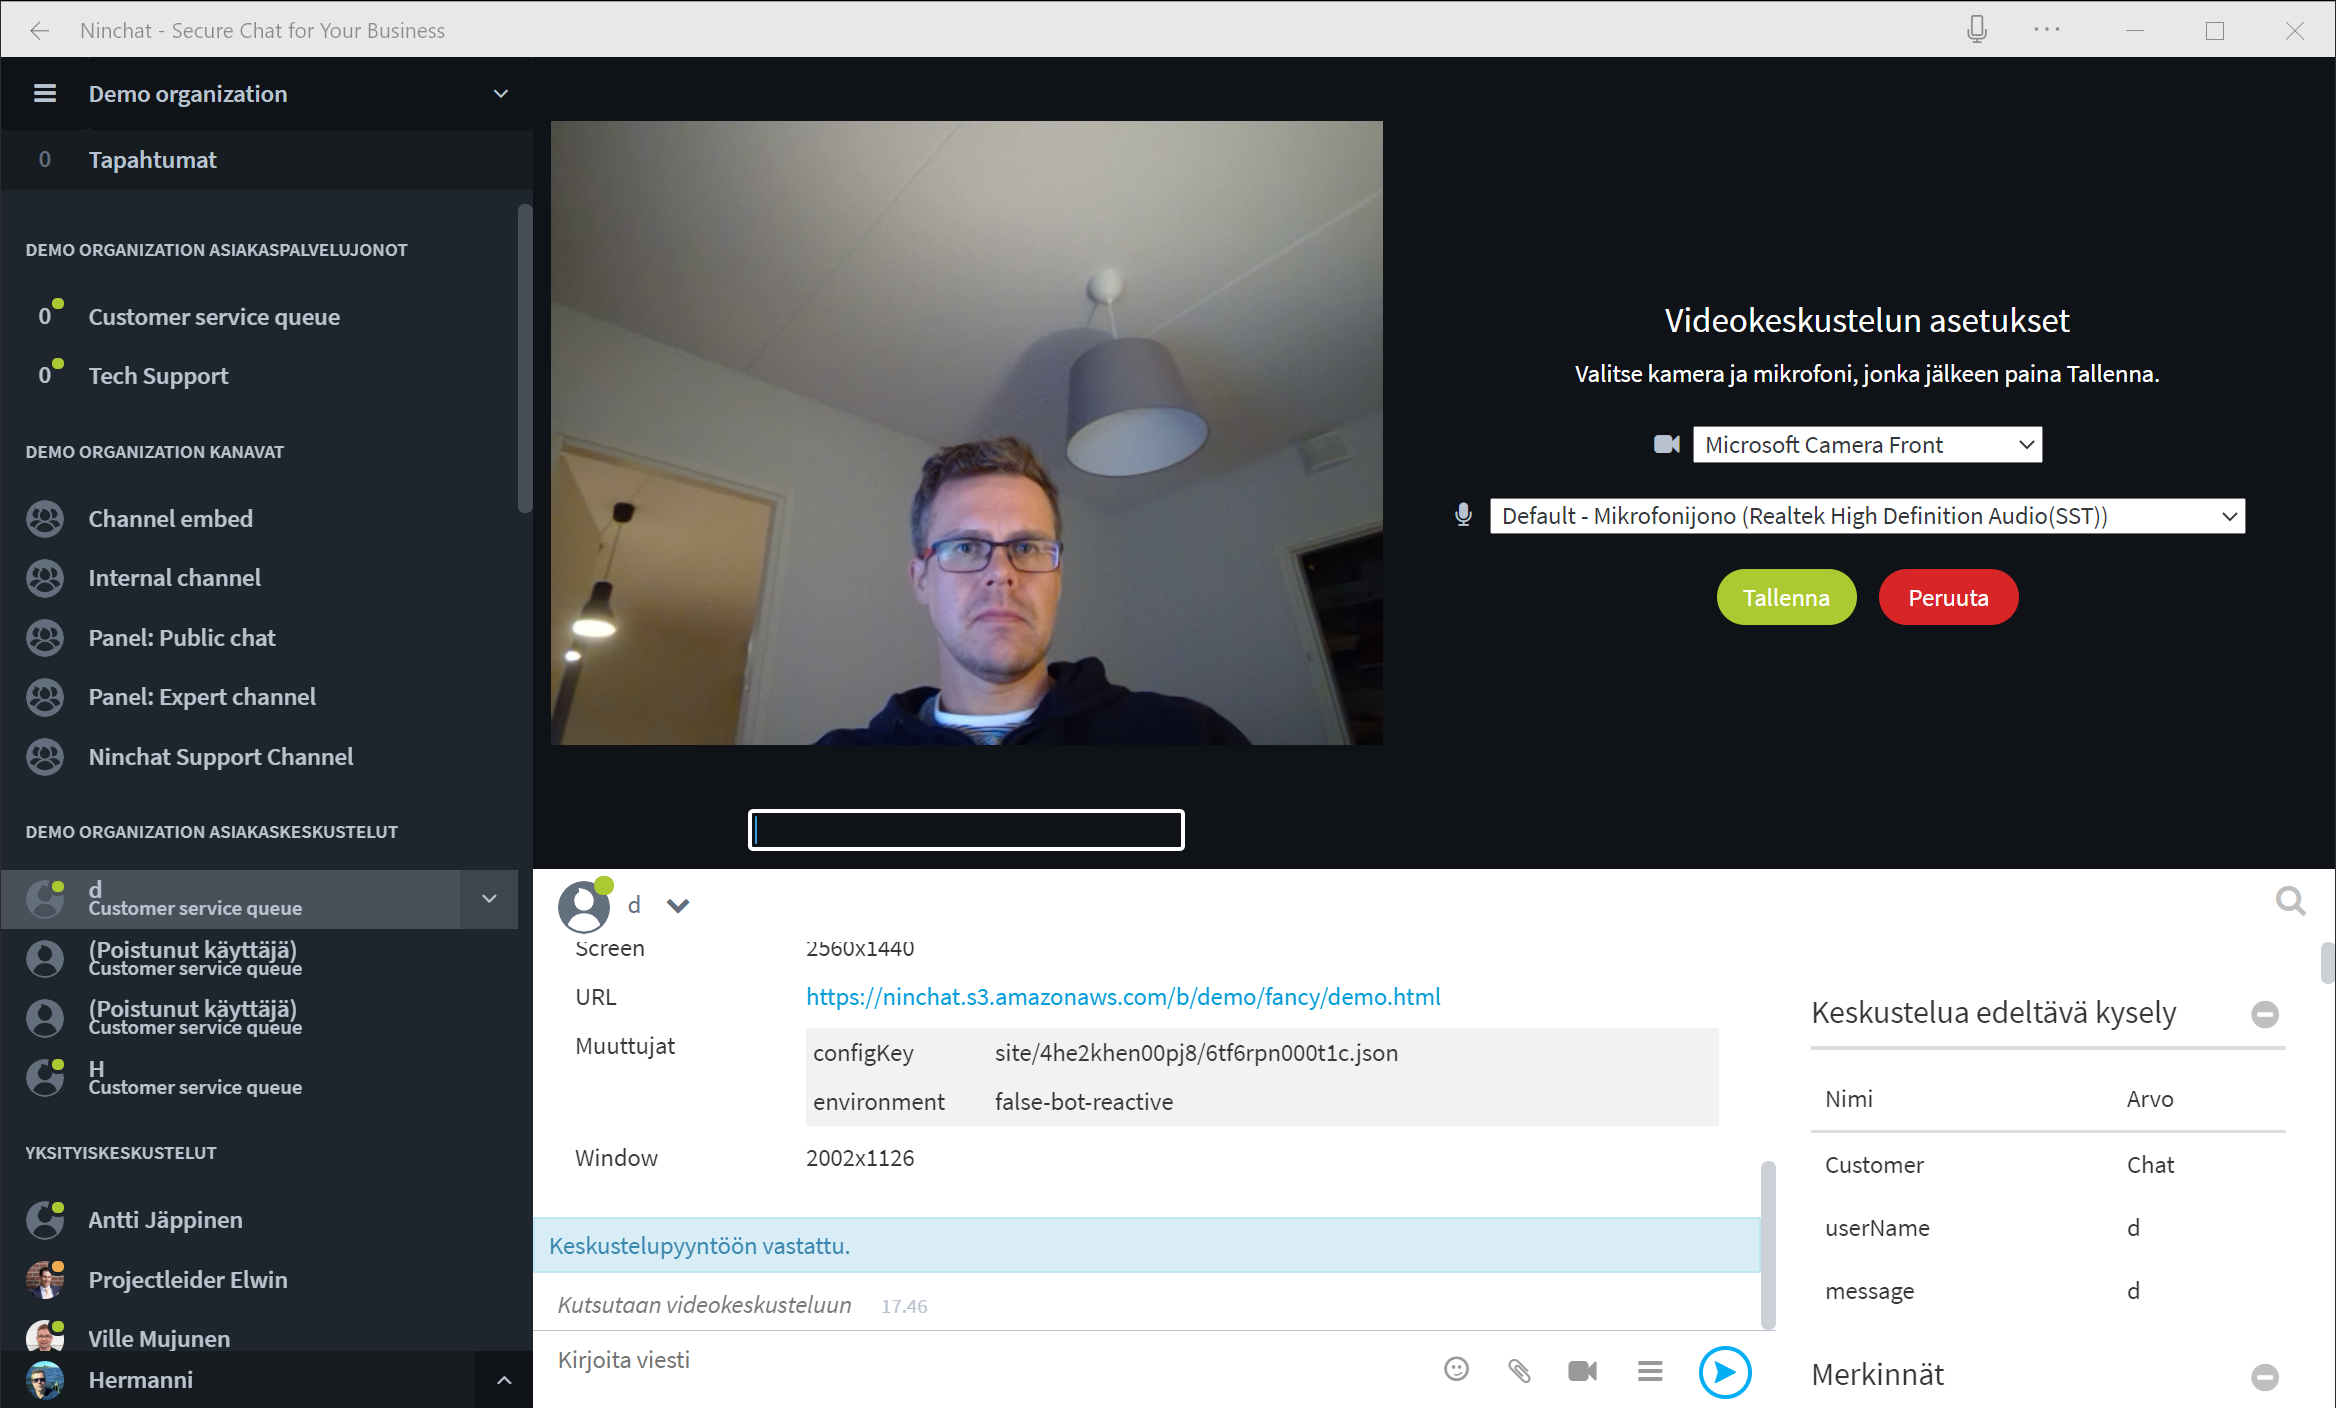 Ninchat - Secure Chat for Your Business
Demo organization
0 Tapahtumat
DEMO ORGANIZATION ASIAKASPALVELUJONOT
0 Customer service queue
0 Tech Support
DEMO ORGANIZATION KANAVAT
Channel embed
Internal channel
Panel: Public chat
Panel: Expert channel
Ninchat Support Channel
DEMO ORGANIZATION ASIAKASKESKUSTELUT
d
Customer service queue
(Poistunut käyttäjä)
Customer service queue
(Poistunut käyttäjä)
Customer service queue
H
Customer service queue
YKSITYISKESKUSTELUT
Antti Jäppinen
Projectleider Elwin
Ville Mujunen
Hermanni
Videokeskustelun asetukset
Valitse kamera ja mikrofoni, jonka jälkeen paina Tallenna.
Microsoft Camera Front
Default - Mikrofonijono (Realtek High Definition Audio(SST))
Tallenna Peruuta
d
Screen 2560x1440
URL https://ninchat.s3.amazonaws.com/b/demo/fancy/demo.html
Muuttujat configKey site/4he2khen00pj8/6tf6rpn000t1c.json
environment false-bot-reactive
Window 2002x1126
Keskustelupyyntöön vastattu.
Kutsutaan videokeskusteluun 17.46
Kirjoita viesti
Keskustelua edeltävä kysely
Nimi Arvo
Customer Chat
userName d
message d
Merkinnät